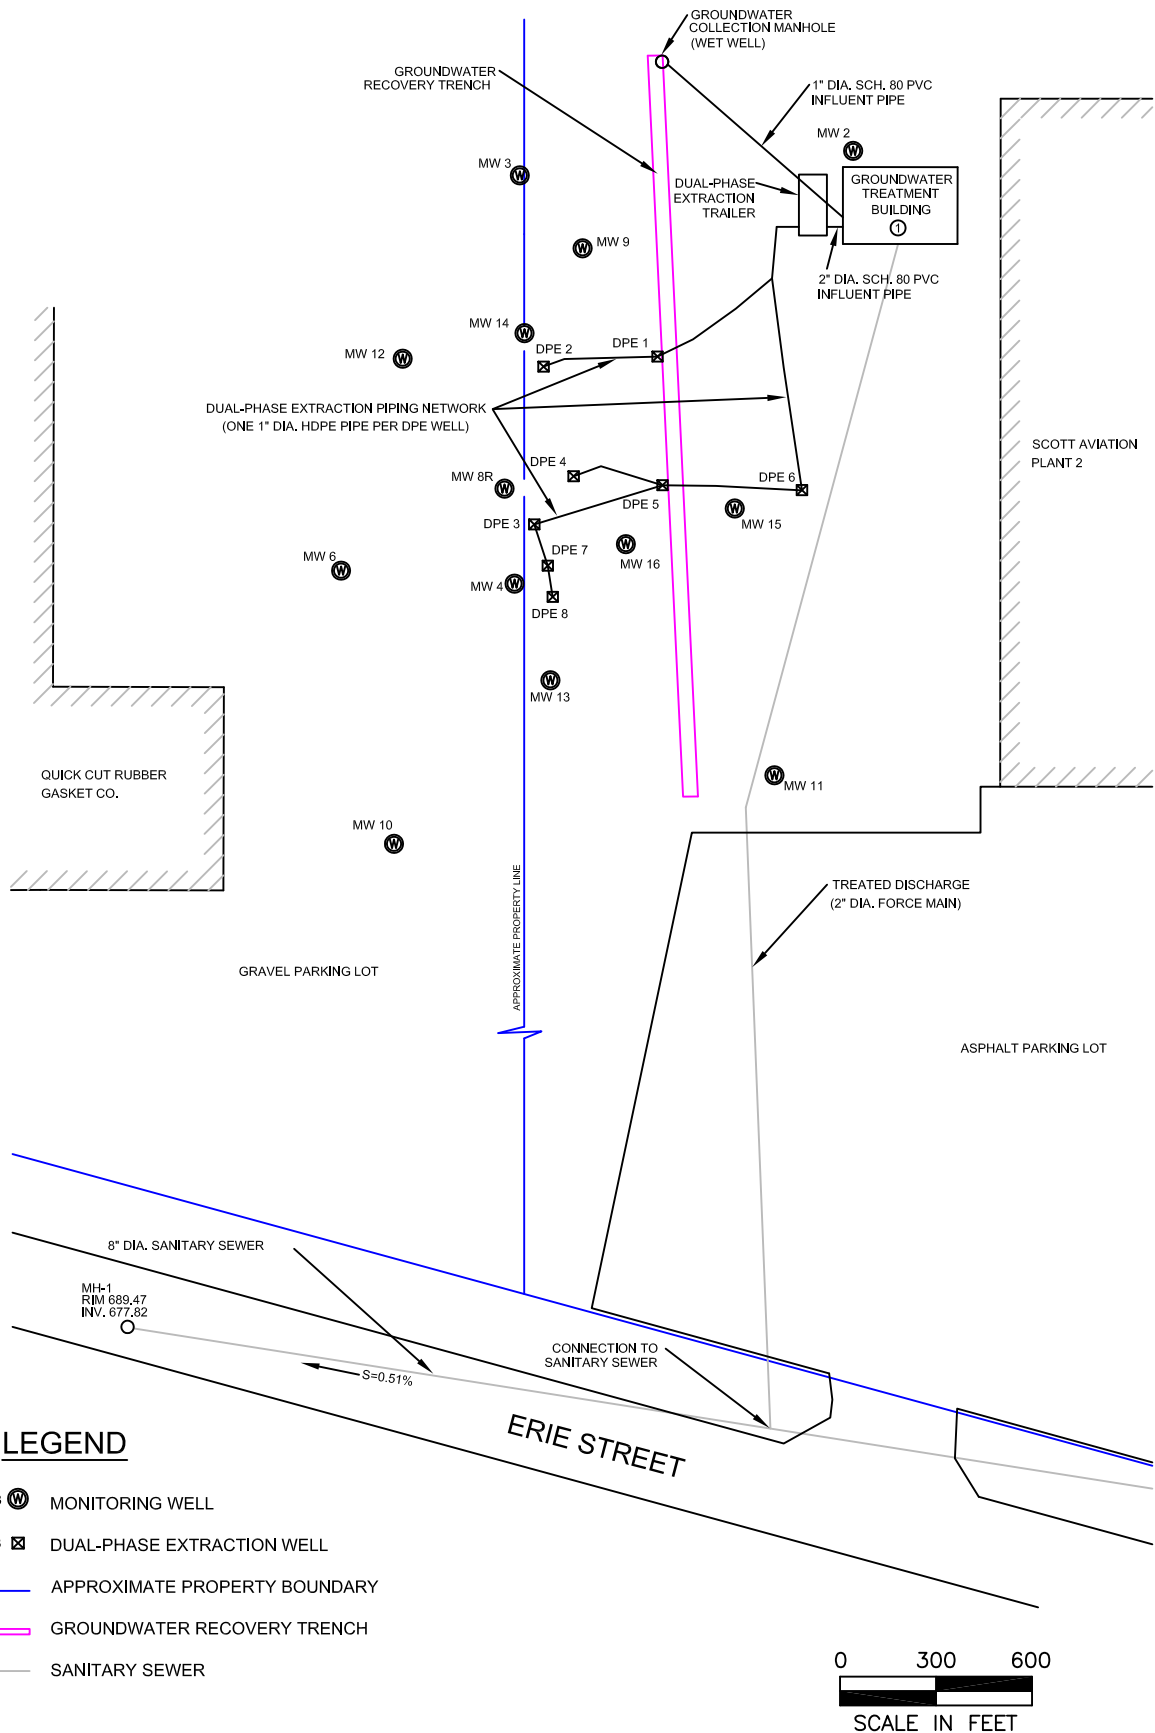 GROUNDWATER
COLLECTION MANHOLE
(WET WELL)
GROUNDWATER
RECOVERY TRENCH
1" DIA. SCH. 80 PVC
INFLUENT PIPE
MW 2
MW 3
DUAL-PHASE
EXTRACTION
TRAILER
GROUNDWATER
TREATMENT
BUILDING
1
MW 9
2" DIA. SCH. 80 PVC
INFLUENT PIPE
MW 14
MW 12
DPE 2
DPE 1
DUAL-PHASE EXTRACTION PIPING NETWORK
(ONE 1" DIA. HDPE PIPE PER DPE WELL)
SCOTT AVIATION
PLANT 2
DPE 4
MW 8R
DPE 6
DPE 5
DPE 3
MW 15
DPE 7
MW 16
MW 6
MW 4
DPE 8
MW 13
QUICK CUT RUBBER
GASKET CO.
MW 11
MW 10
APPROXIMATE PROPERTY LINE
TREATED DISCHARGE
(2" DIA. FORCE MAIN)
GRAVEL PARKING LOT
ASPHALT PARKING LOT
8" DIA. SANITARY SEWER
MH-1
RIM 689.47
INV. 677.82
CONNECTION TO
SANITARY SEWER
S=0.51%
ERIE STREET
LEGEND
W MONITORING WELL
DUAL-PHASE EXTRACTION WELL
APPROXIMATE PROPERTY BOUNDARY
GROUNDWATER RECOVERY TRENCH
SANITARY SEWER
0 300 600
SCALE IN FEET